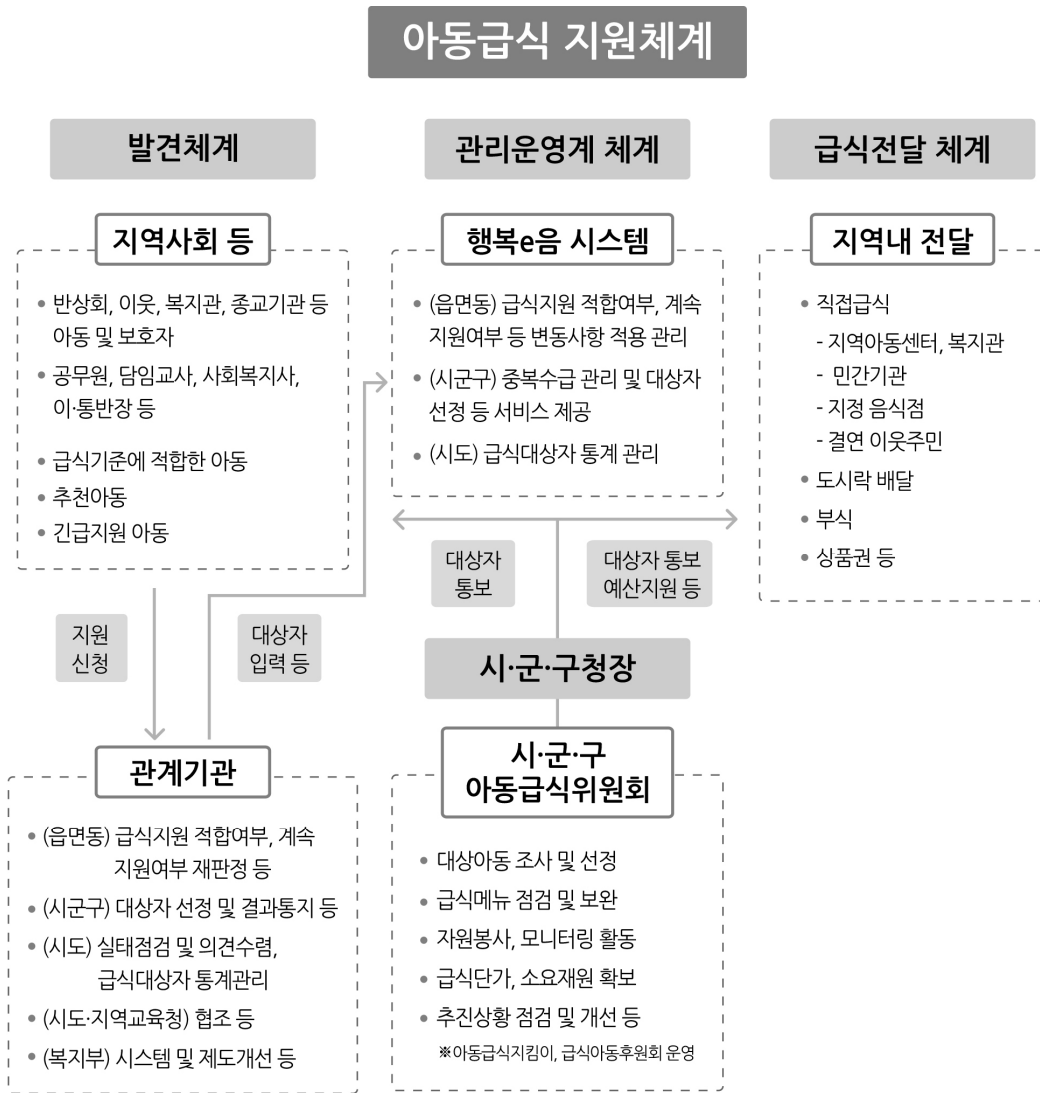 아동급식 지원체계
발견체계
지역사회 등
• 반상회, 이웃, 복지관, 종교기관 등
아동 및 보호자
• 공무원, 담임교사, 사회복지사,
이·통반장 등
• 급식기준에 적합한 아동
• 추천아동
• 긴급지원 아동
지원
신청
대상자
입력 등
관계기관
• (읍면동) 급식지원 적합여부, 계속
지원여부 재판정 등
• (시군구) 대상자 선정 및 결과통지 등
• (시도) 실태점검 및 의견수렴,
급식대상자 통계관리
• (시도·지역교육청) 협조 등
• (복지부) 시스템 및 제도개선 등
관리운영계 체계
행복e음 시스템
• (읍면동) 급식지원 적합여부, 계속
지원여부 등 변동사항 적용 관리
• (시군구) 중복수급 관리 및 대상자
선정 등 서비스 제공
• (시도) 급식대상자 통계 관리
대상자
통보
대상자 통보
예산지원 등
시·군·구청장
시·군·구
아동급식위원회
• 대상아동 조사 및 선정
• 급식메뉴 점검 및 보완
• 자원봉사, 모니터링 활동
• 급식단가, 소요재원 확보
• 추진상황 점검 및 개선 등
※아동급식지킴이, 급식아동후원회 운영
급식전달 체계
지역내 전달
• 직접급식
- 지역아동센터, 복지관
- 민간기관
- 지정 음식점
- 결연 이웃주민
• 도시락 배달
• 부식
• 상품권 등